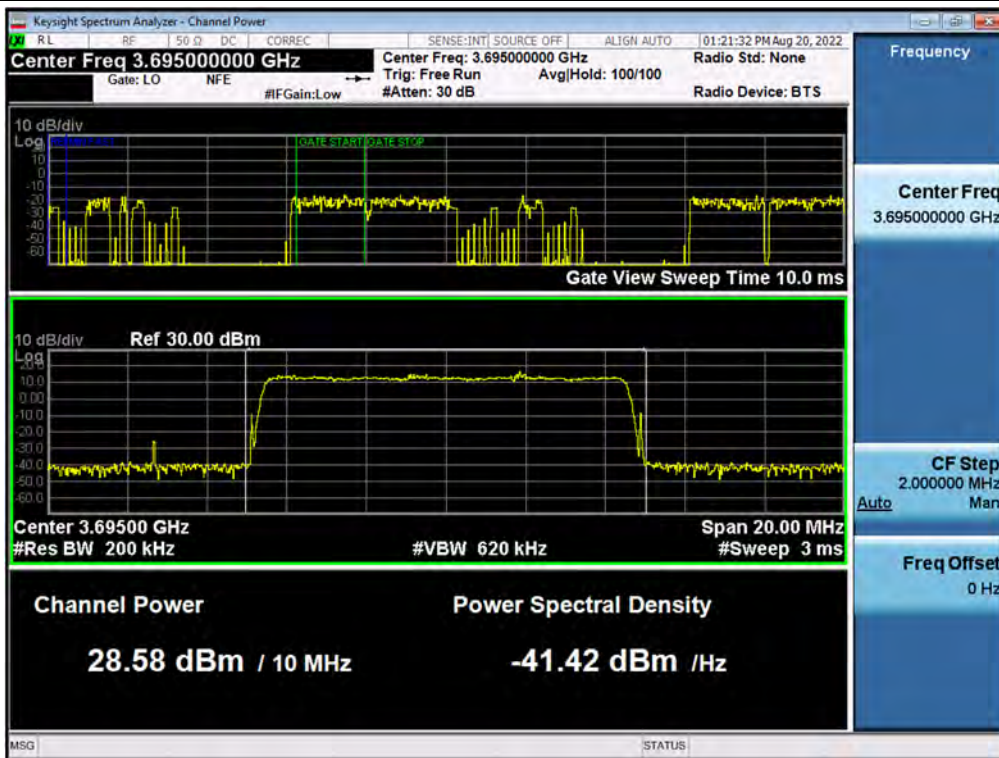 Keysight Spectrum Analyzer - Channel Power
RL RF 50 Ω DC CORREC SENSE:INT SOURCE OFF ALIGN AUTO 01:21:32 PM Aug 20, 2022
Center Freq 3.695000000 GHz
Center Freq: 3.695000000 GHz
Radio Std: None
Gate: LO NFE
Trig: Free Run Avg|Hold: 100/100
#IFGain:Low
#Atten: 30 dB
Radio Device: BTS
Frequency
10 dB/div
Log
GATE START GATE STOP
10
0
-10
-20
-30
-40
-50
-60
Gate View Sweep Time 10.0 ms
Center Freq
3.695000000 GHz
10 dB/div Ref 30.00 dBm
Log
20.0
10.0
0.00
-10.0
-20.0
-30.0
-40.0
-50.0
-60.0
Center 3.69500 GHz Span 20.00 MHz
#Res BW 200 kHz #VBW 620 kHz #Sweep 3 ms
CF Step
2.000000 MHz
Auto Man
Freq Offset
0 Hz
Channel Power Power Spectral Density
28.58 dBm / 10 MHz -41.42 dBm /Hz
MSG STATUS